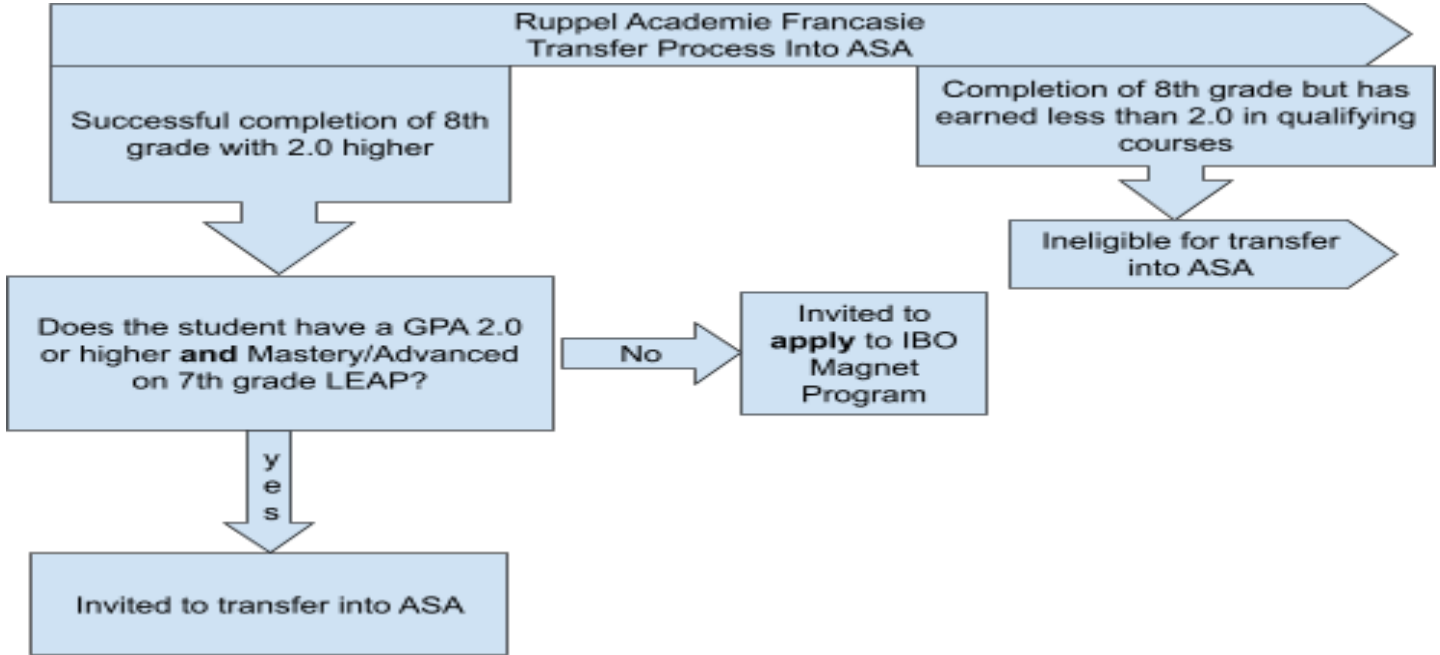 Ruppel Academie Francasie
Transfer Process Into ASA
Successful completion of 8th
grade with 2.0 higher
Completion of 8th grade but has
earned less than 2.0 in qualifying
courses
Ineligible for transfer
into ASA
Does the student have a GPA 2.0
or higher and Mastery/Advanced
on 7th grade LEAP?
No
Invited to
apply to IBO
Magnet
Program
yes
Invited to transfer into ASA